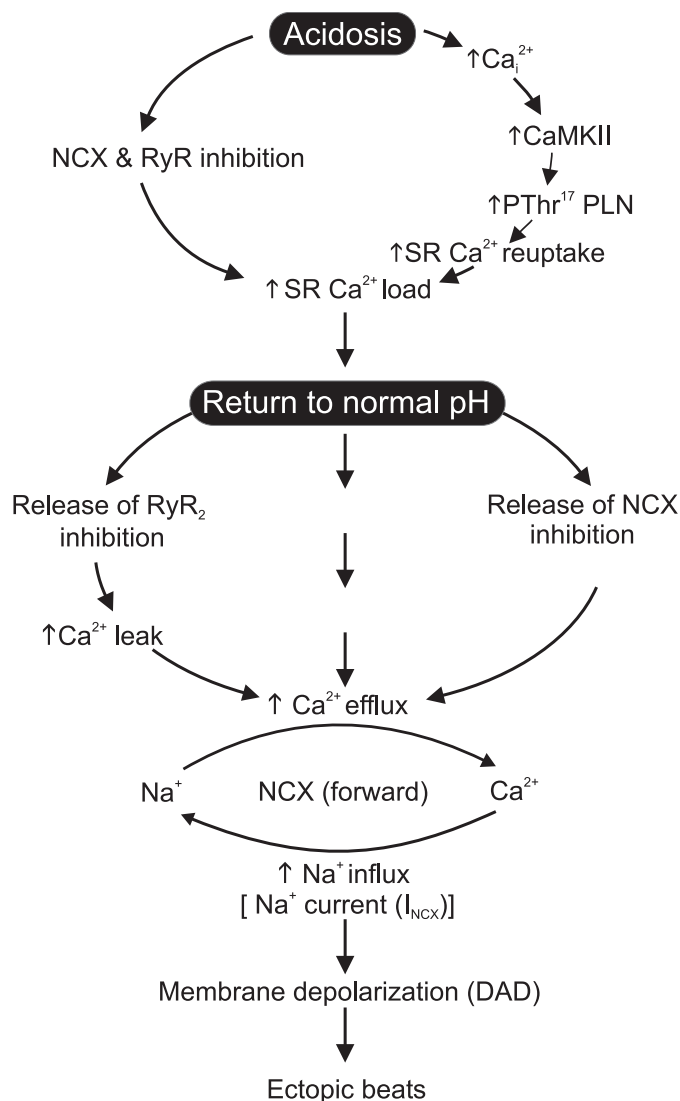 Acidosis
↑Caᵢ²⁺
NCX & RyR inhibition
↑CaMKII
↑PThr¹⁷ PLN
↑SR Ca²⁺ reuptake
↑ SR Ca²⁺ load
Return to normal pH
Release of RyR₂
inhibition
Release of NCX
inhibition
↑Ca²⁺ leak
↑ Ca²⁺ efflux
Na⁺ NCX (forward) Ca²⁺
↑ Na⁺ influx
[ Na⁺ current (I_NCX)]
Membrane depolarization (DAD)
Ectopic beats